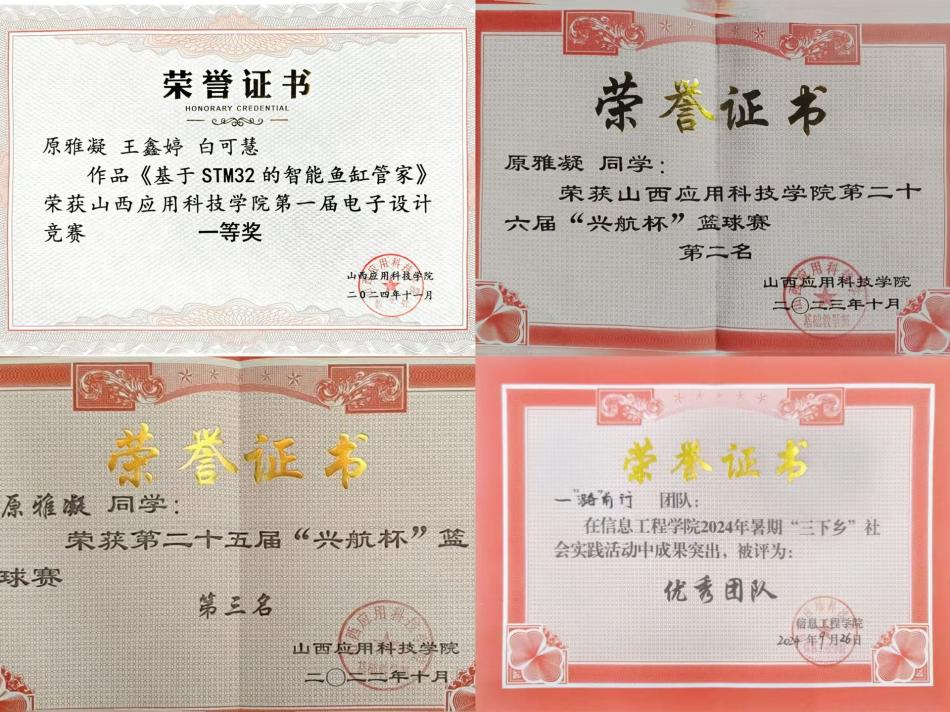 荣誉证书
HONORARY CREDENTIAL
原雅凝 王鑫婷 白可慧
作品《基于STM32的智能鱼缸管家》
荣获山西应用科技学院第一届电子设计
竞赛 一等奖
山西应用科技学院
二〇二四年十一月
荣誉证书
原雅凝 同学：
荣获山西应用科技学院第二十
六届“兴航杯”篮球赛
第二名
山西应用科技学院
二〇二三年十月
荣誉证书
原雅凝 同学：
荣获第二十五届“兴航杯”篮
球赛
第三名
山西应用科技学院
二〇二二年十月
荣誉证书
一“潞”前行 团队：
在信息工程学院2024年暑期“三下乡”社
会实践活动中成果突出，被评为：
优秀团队
信息工程学院
2024年9月26日